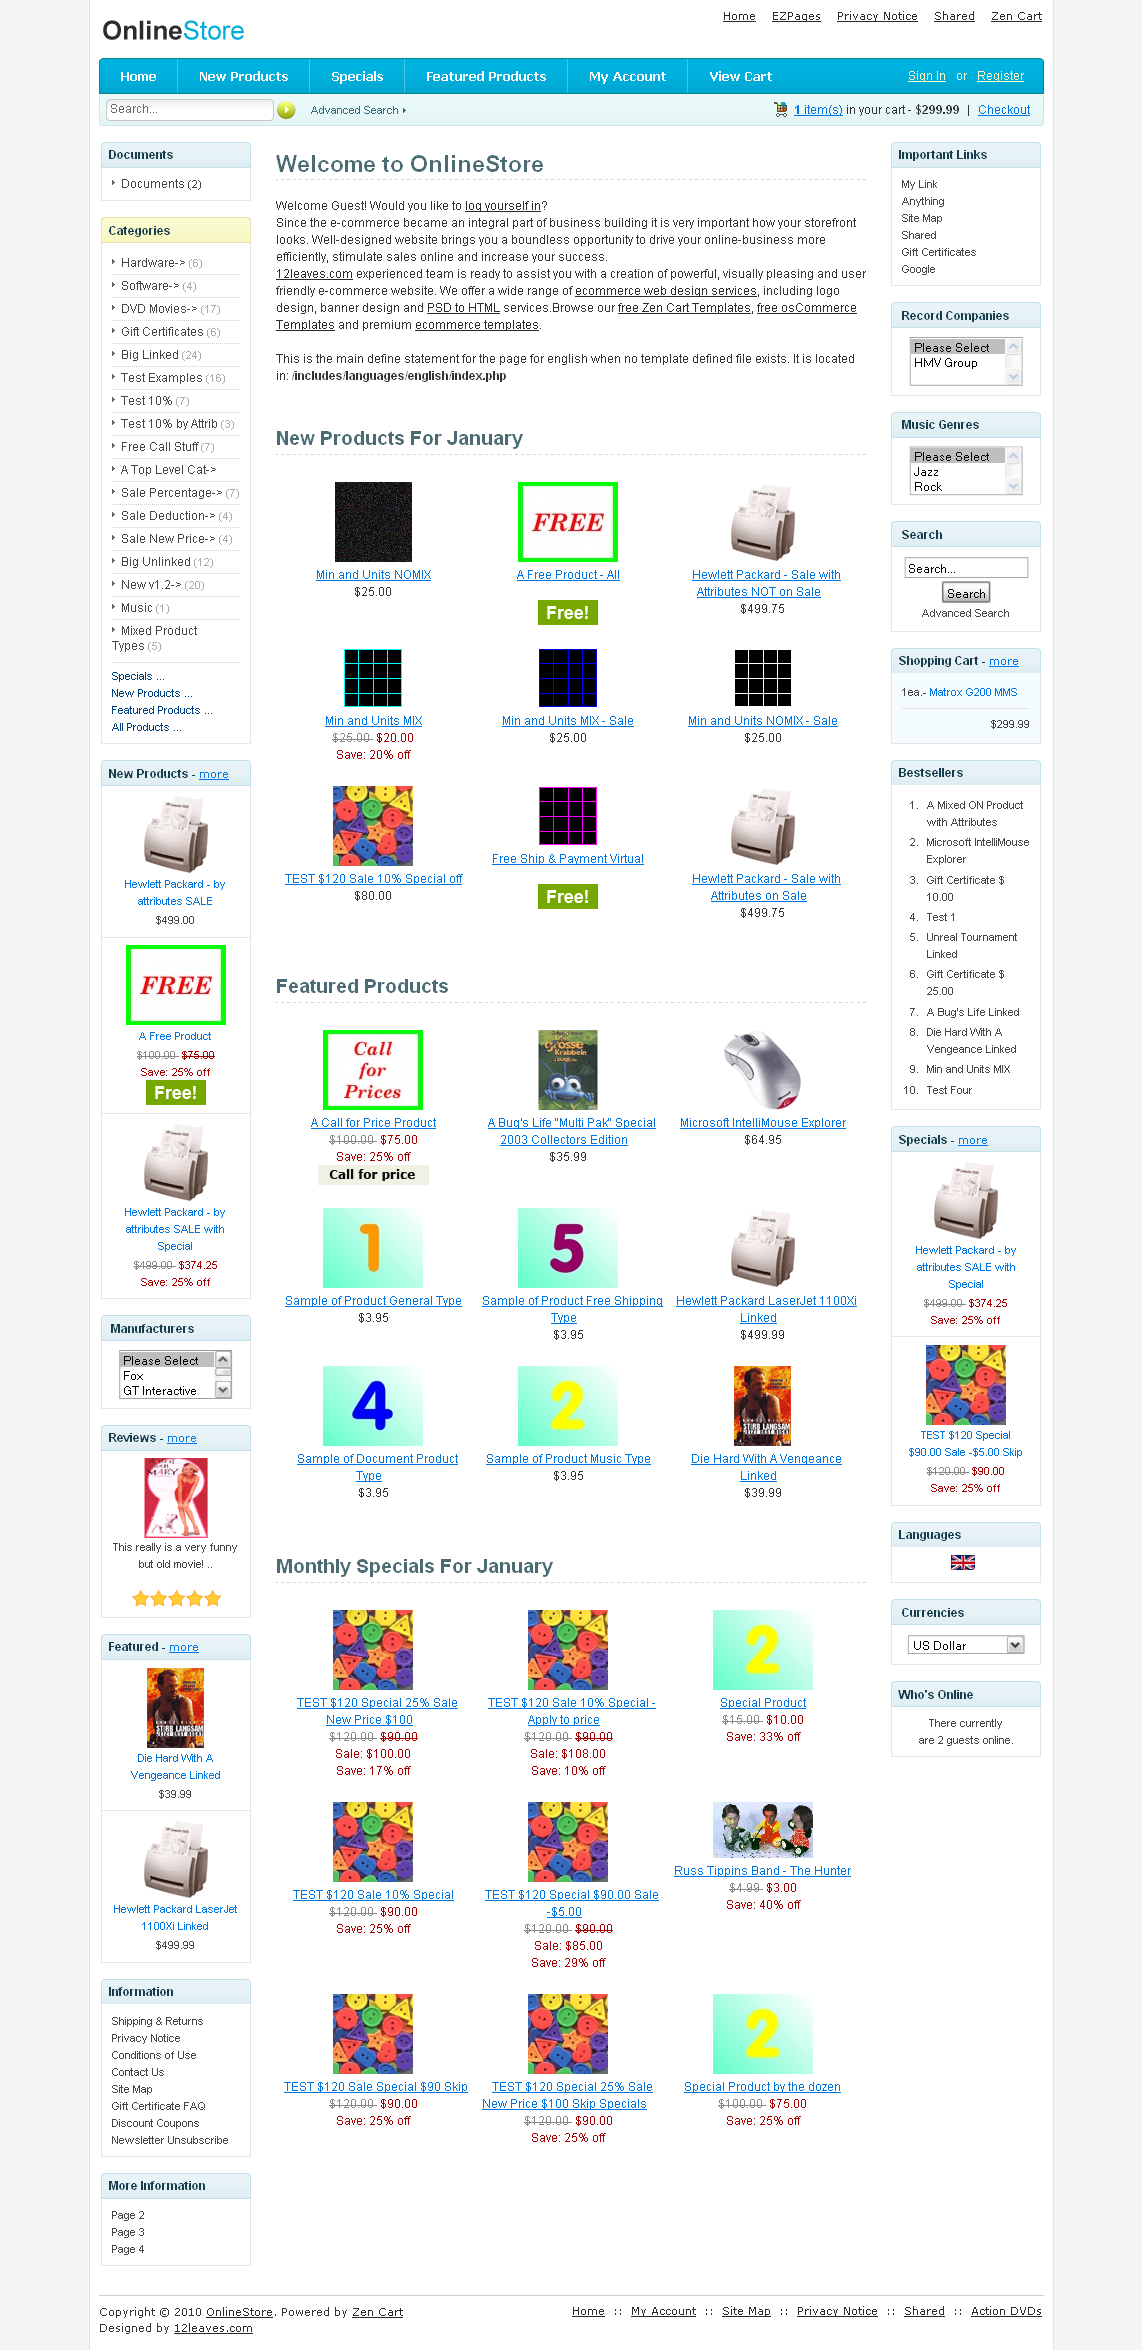 Home EZPages Privacy Notice Shared Zen Cart
OnlineStore
Home New Products Specials Featured Products My Account View Cart Sign In or Register
Search... Advanced Search 1 item(s) in your cart - $299.99 | Checkout
Documents
Documents (2)
Categories
Hardware-> (6)
Software-> (4)
DVD Movies-> (17)
Gift Certificates (6)
Big Linked (24)
Test Examples (16)
Test 10% (7)
Test 10% by Attrib (3)
Free Call Stuff (7)
A Top Level Cat->
Sale Percentage-> (7)
Sale Deduction-> (4)
Sale New Price-> (4)
Big Unlinked (12)
New v1.2-> (20)
Music (1)
Mixed Product
Types (5)
Specials ...
New Products ...
Featured Products ...
All Products ...
New Products - more
Hewlett Packard - by
attributes SALE
$499.00
FREE
A Free Product
$100.00 $75.00
Save: 25% off
Free!
Hewlett Packard - by
attributes SALE with
Special
$499.00 $374.25
Save: 25% off
Manufacturers
Please Select
Fox
GT Interactive
Reviews - more
MARY
This really is a very funny
but old movie! ..
Featured - more
STIRB LANGSAM
Die Hard With A
Vengeance Linked
$39.99
Hewlett Packard LaserJet
1100Xi Linked
$499.99
Information
Shipping & Returns
Privacy Notice
Conditions of Use
Contact Us
Site Map
Gift Certificate FAQ
Discount Coupons
Newsletter Unsubscribe
More Information
Page 2
Page 3
Page 4
Welcome to OnlineStore
Welcome Guest! Would you like to log yourself in?
Since the e-commerce became an integral part of business building it is very important how your storefront
looks. Well-designed website brings you a boundless opportunity to drive your online-business more
efficiently, stimulate sales online and increase your success.
12leaves.com experienced team is ready to assist you with a creation of powerful, visually pleasing and user
friendly e-commerce website. We offer a wide range of ecommerce web design services, including logo
design, banner design and PSD to HTML services.Browse our free Zen Cart Templates, free osCommerce
Templates and premium ecommerce templates.
This is the main define statement for the page for english when no template defined file exists. It is located
in: /includes/languages/english/index.php
New Products For January
Min and Units NOMIX
$25.00
FREE
A Free Product - All
Free!
Hewlett Packard - Sale with
Attributes NOT on Sale
$499.75
Min and Units MIX
$25.00 $20.00
Save: 20% off
Min and Units MIX - Sale
$25.00
Min and Units NOMIX - Sale
$25.00
TEST $120 Sale 10% Special off
$80.00
Free Ship & Payment Virtual
Free!
Hewlett Packard - Sale with
Attributes on Sale
$499.75
Featured Products
Call
for
Prices
A Call for Price Product
$100.00 $75.00
Save: 25% off
Call for price
Grosse
Krabbeln
A Bug's Life "Multi Pak" Special
2003 Collectors Edition
$35.99
Microsoft IntelliMouse Explorer
$64.95
1
Sample of Product General Type
$3.95
5
Sample of Product Free Shipping
Type
$3.95
Hewlett Packard LaserJet 1100Xi
Linked
$499.99
4
Sample of Document Product
Type
$3.95
2
Sample of Product Music Type
$3.95
STIRB LANGSAM
Die Hard With A Vengeance
Linked
$39.99
Monthly Specials For January
TEST $120 Special 25% Sale
New Price $100
$120.00 $90.00
Sale: $100.00
Save: 17% off
TEST $120 Sale 10% Special -
Apply to price
$120.00 $90.00
Sale: $108.00
Save: 10% off
2
Special Product
$15.00 $10.00
Save: 33% off
TEST $120 Sale 10% Special
$120.00 $90.00
Save: 25% off
TEST $120 Special $90.00 Sale
-$5.00
$120.00 $90.00
Sale: $85.00
Save: 29% off
Russ Tippins Band - The Hunter
$4.99 $3.00
Save: 40% off
TEST $120 Sale Special $90 Skip
$120.00 $90.00
Save: 25% off
TEST $120 Special 25% Sale
New Price $100 Skip Specials
$120.00 $90.00
Save: 25% off
2
Special Product by the dozen
$100.00 $75.00
Save: 25% off
Important Links
My Link
Anything
Site Map
Shared
Gift Certificates
Google
Record Companies
Please Select
HMV Group
Music Genres
Please Select
Jazz
Rock
Search
Search...
Search
Advanced Search
Shopping Cart - more
1ea.- Matrox G200 MMS
$299.99
Bestsellers
1. A Mixed ON Product
with Attributes
2. Microsoft IntelliMouse
Explorer
3. Gift Certificate $
10.00
4. Test 1
5. Unreal Tournament
Linked
6. Gift Certificate $
25.00
7. A Bug's Life Linked
8. Die Hard With A
Vengeance Linked
9. Min and Units MIX
10. Test Four
Specials - more
Hewlett Packard - by
attributes SALE with
Special
$499.00 $374.25
Save: 25% off
TEST $120 Special
$90.00 Sale -$5.00 Skip
$120.00 $90.00
Save: 25% off
Languages
Currencies
US Dollar
Who's Online
There currently
are 2 guests online.
Copyright © 2010 OnlineStore. Powered by Zen Cart
Designed by 12leaves.com
Home :: My Account :: Site Map :: Privacy Notice :: Shared :: Action DVDs